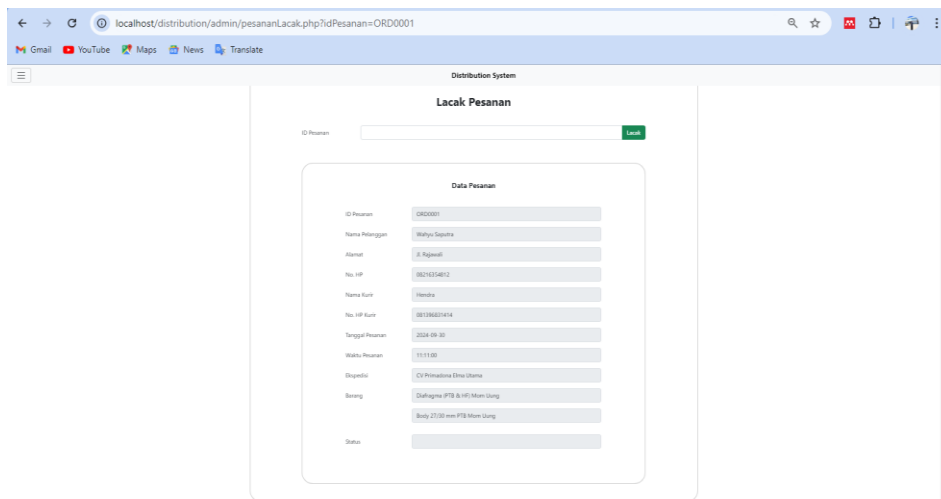 localhost/distribution/admin/pesananLacak.php?idPesanan=ORD0001
Gmail YouTube Maps News Translate
Distribution System
Lacak Pesanan
ID Pesanan Lacak
Data Pesanan
ID Pesanan ORD0001
Nama Pelanggan Wahyu Saputra
Alamat Jl. Rajawali
No. HP 08216354812
Nama Kurir Hendra
No. HP Kurir 081396831414
Tanggal Pesanan 2024-09-30
Waktu Pesanan 11:11:00
Ekspedisi CV Primadona Elmo Utama
Barang Diafragma (PTB & HF) Mom Uung
Body 27/30 mm PTB Mom Uung
Status